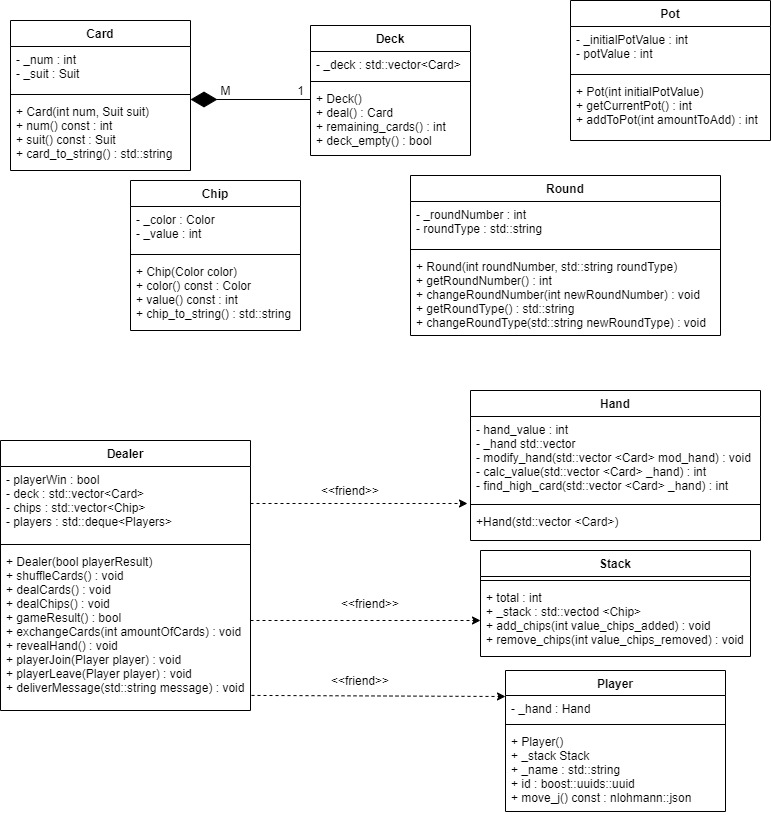 Card
- _num : int
- _suit : Suit
+ Card(int num, Suit suit)
+ num() const : int
+ suit() const : Suit
+ card_to_string() : std::string
M
1
Deck
- _deck : std::vector<Card>
+ Deck()
+ deal() : Card
+ remaining_cards() : int
+ deck_empty() : bool
Pot
- _initialPotValue : int
- potValue : int
+ Pot(int initialPotValue)
+ getCurrentPot() : int
+ addToPot(int amountToAdd) : int
Chip
- _color : Color
- _value : int
+ Chip(Color color)
+ color() const : Color
+ value() const : int
+ chip_to_string() : std::string
Round
- _roundNumber : int
- roundType : std::string
+ Round(int roundNumber, std::string roundType)
+ getRoundNumber() : int
+ changeRoundNumber(int newRoundNumber) : void
+ getRoundType() : std::string
+ changeRoundType(std::string newRoundType) : void
Dealer
- playerWin : bool
- deck : std::vector<Card>
- chips : std::vector<Chip>
- players : std::deque<Players>
+ Dealer(bool playerResult)
+ shuffleCards() : void
+ dealCards() : void
+ dealChips() : void
+ gameResult() : bool
+ exchangeCards(int amountOfCards) : void
+ revealHand() : void
+ playerJoin(Player player) : void
+ playerLeave(Player player) : void
+ deliverMessage(std::string message) : void
<<friend>>
<<friend>>
<<friend>>
Hand
- hand_value : int
- _hand std::vector
- modify_hand(std::vector <Card> mod_hand) : void
- calc_value(std::vector <Card> _hand) : int
- find_high_card(std::vector <Card> _hand) : int
+Hand(std::vector <Card>)
Stack
+ total : int
+ _stack : std::vectod <Chip>
+ add_chips(int value_chips_added) : void
+ remove_chips(int value_chips_removed) : void
Player
- _hand : Hand
+ Player()
+ _stack Stack
+ _name : std::string
+ id : boost::uuids::uuid
+ move_j() const : nlohmann::json